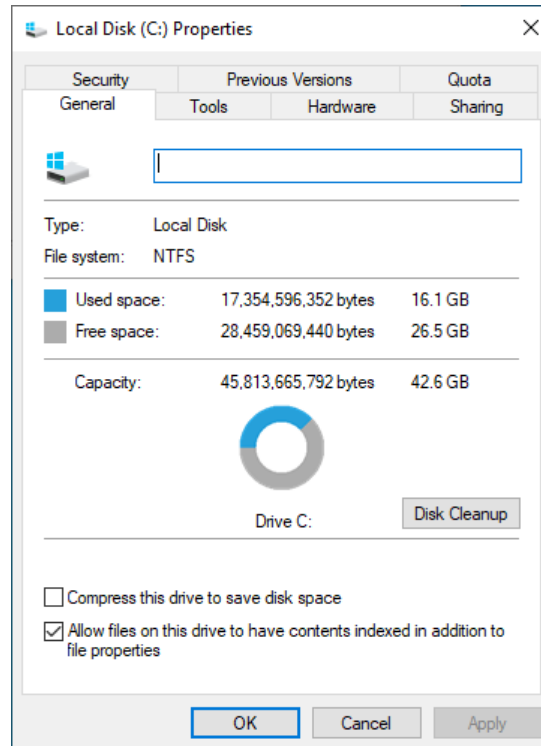 Local Disk (C:) Properties
Security Previous Versions Quota
General Tools Hardware Sharing
Type: Local Disk
File system: NTFS
Used space: 17,354,596,352 bytes 16.1 GB
Free space: 28,459,069,440 bytes 26.5 GB
Capacity: 45,813,665,792 bytes 42.6 GB
Drive C:
Disk Cleanup
Compress this drive to save disk space
Allow files on this drive to have contents indexed in addition to
file properties
OK Cancel Apply